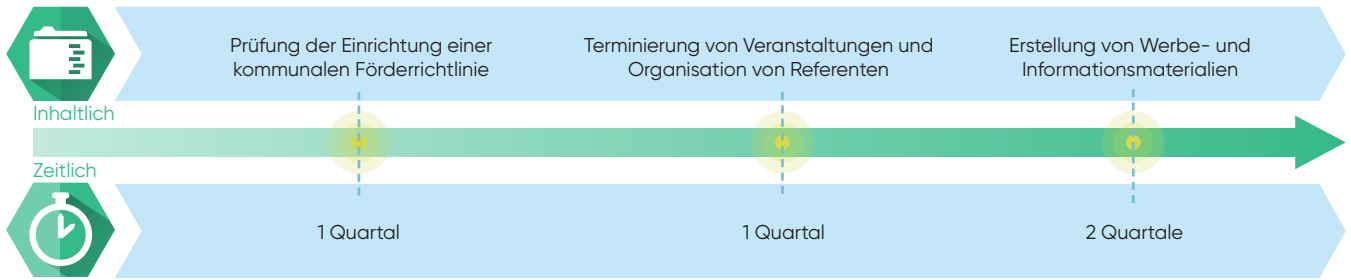 Prüfung der Einrichtung einer
kommunalen Förderrichtlinie
Terminierung von Veranstaltungen und
Organisation von Referenten
Erstellung von Werbe- und
Informationsmaterialien
Inhaltlich
Zeitlich
1 Quartal
1 Quartal
2 Quartale